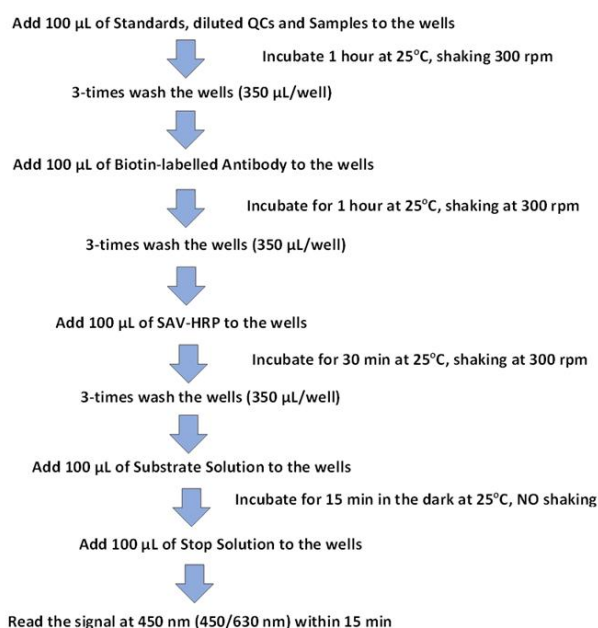 Add 100 µL of Standards, diluted QCs and Samples to the wells
Incubate 1 hour at 25°C, shaking 300 rpm
3-times wash the wells (350 µL/well)
Add 100 µL of Biotin-labelled Antibody to the wells
Incubate for 1 hour at 25°C, shaking at 300 rpm
3-times wash the wells (350 µL/well)
Add 100 µL of SAV-HRP to the wells
Incubate for 30 min at 25°C, shaking at 300 rpm
3-times wash the wells (350 µL/well)
Add 100 µL of Substrate Solution to the wells
Incubate for 15 min in the dark at 25°C, NO shaking
Add 100 µL of Stop Solution to the wells
Read the signal at 450 nm (450/630 nm) within 15 min